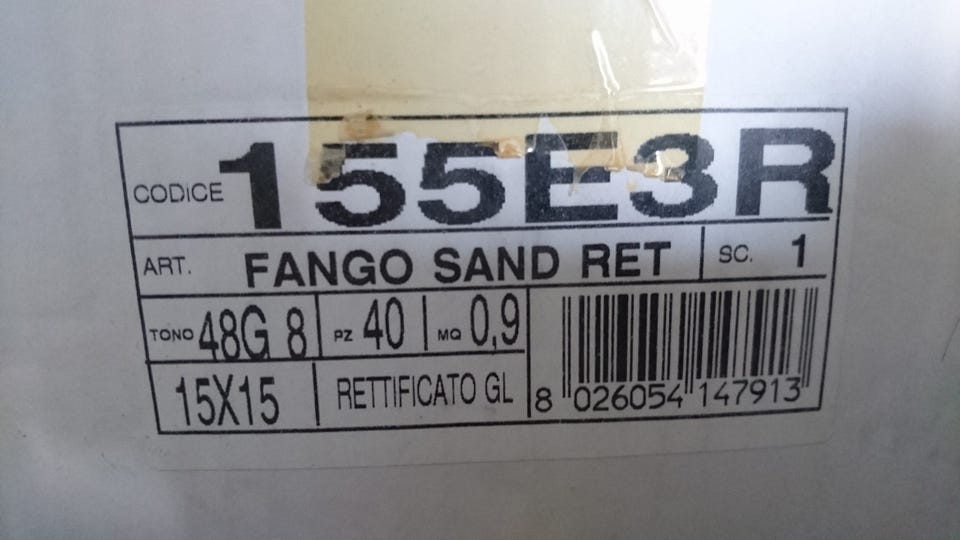 CODICE 155E3R
ART. FANGO SAND RET SC. 1
TONO 48G 8 PZ 40 MQ 0,9
15X15 RETTIFICATO GL
8 026054 147913